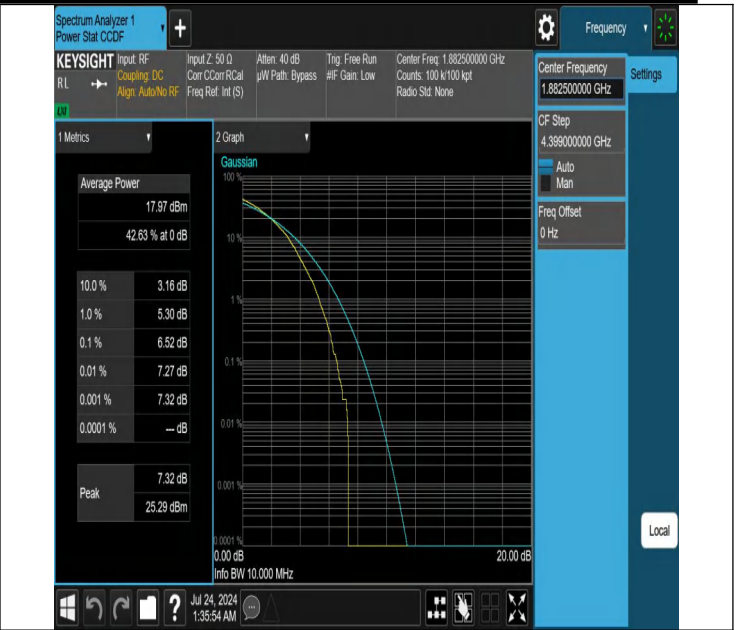 Spectrum Analyzer 1
Power Stat CCDF
+
Frequency
KEYSIGHT
RL
LXI
Input: RF
Coupling: DC
Align: Auto/No RF
Input Z: 50 Ω
Corr CCorr RCal
Freq Ref: Int (S)
Atten: 40 dB
µW Path: Bypass
Trig: Free Run
#IF Gain: Low
Center Freq: 1.882500000 GHz
Counts: 100 k/100 kpt
Radio Std: None
Center Frequency
1.882500000 GHz
Settings
CF Step
4.399000000 GHz
Auto
Man
Freq Offset
0 Hz
1 Metrics
Average Power
17.97 dBm
42.63 % at 0 dB
10.0 % 3.16 dB
1.0 % 5.30 dB
0.1 % 6.52 dB
0.01 % 7.27 dB
0.001 % 7.32 dB
0.0001 % --- dB
Peak
7.32 dB
25.29 dBm
2 Graph
Gaussian
100 %
10 %
1 %
0.1 %
0.01 %
0.001 %
0.0001 %
0.00 dB
20.00 dB
Info BW 10.000 MHz
Local
?
Jul 24, 2024
1:35:54 AM